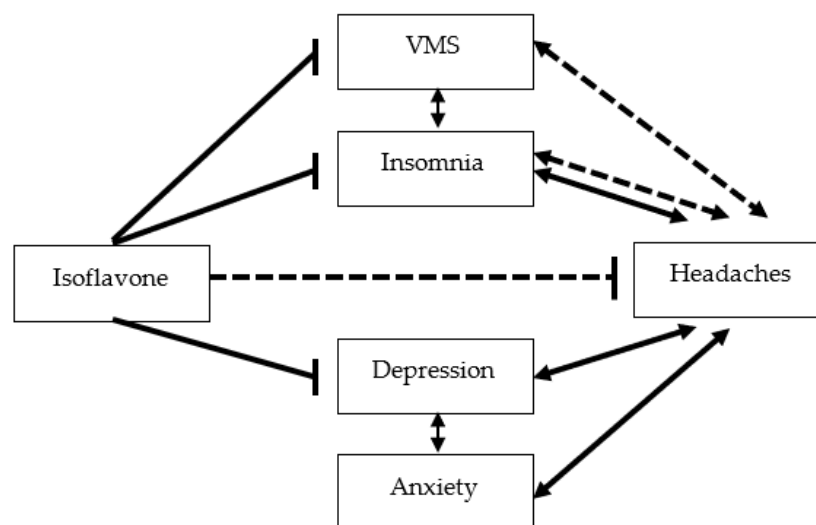 VMS
Insomnia
Isoflavone
Headaches
Depression
Anxiety